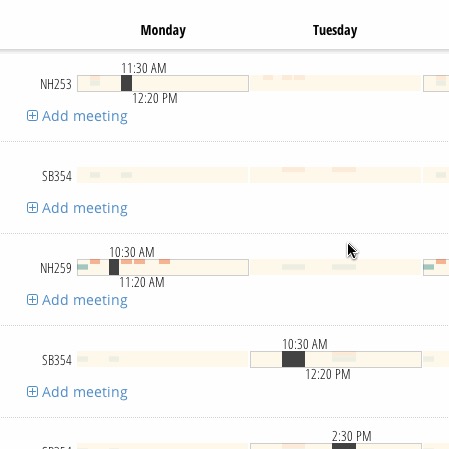 Monday Tuesday
11:30 AM
NH253
12:20 PM
Add meeting
SB354
Add meeting
10:30 AM
NH259
11:20 AM
Add meeting
10:30 AM
SB354
12:20 PM
Add meeting
2:30 PM
SB354